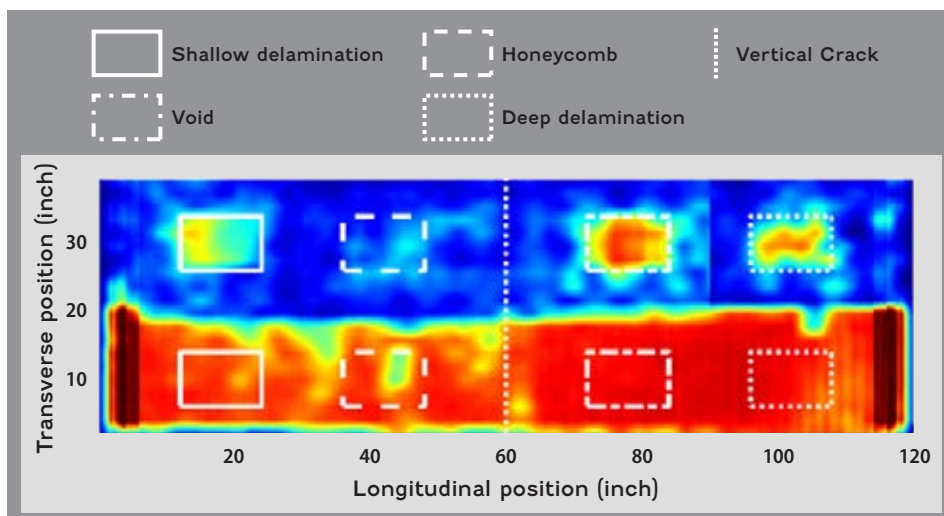 Shallow delamination
Honeycomb
Vertical Crack
Void
Deep delamination
Transverse position (inch)
30
20
10
20
40
60
80
100
120
Longitudinal position (inch)